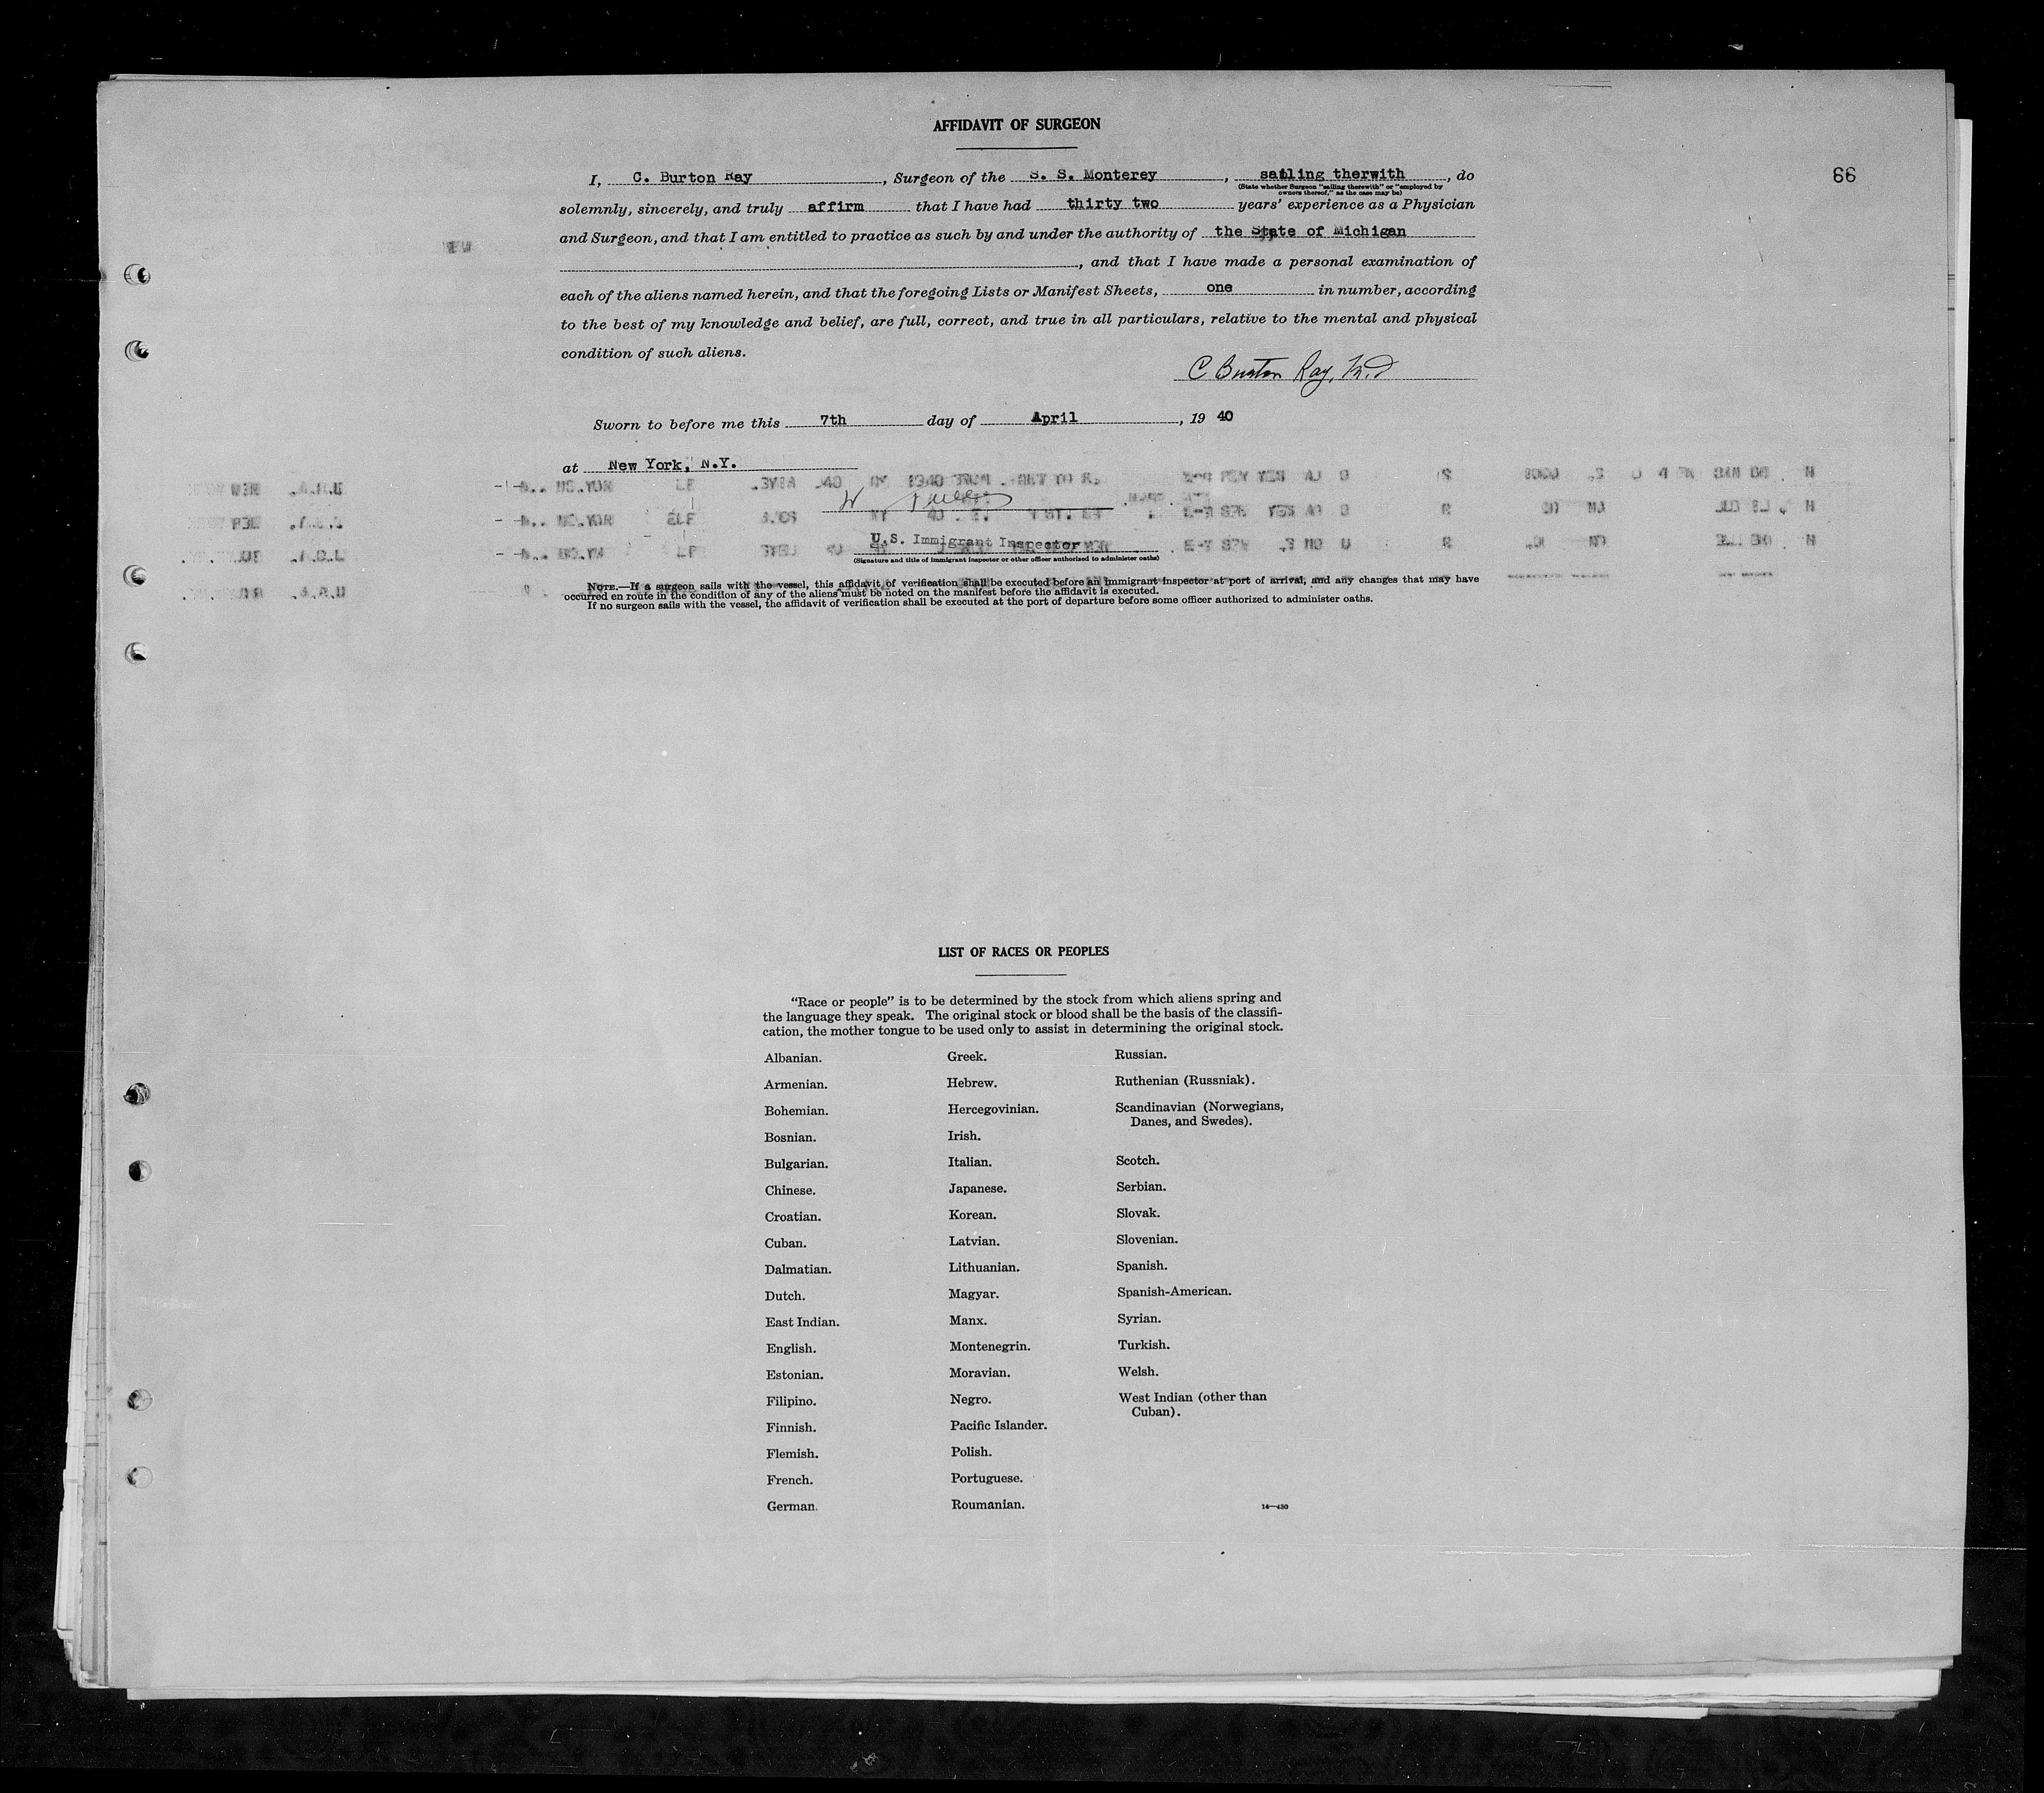 AFFIDAVIT OF SURGEON
66
I, C. Burton Ray, Surgeon of the S. S. Monterey, sailing therwith, do
(State whether Surgeon "sailing therewith" or "employed by
owners thereof," as the case may be)
solemnly, sincerely, and truly affirm that I have had thirty two years' experience as a Physician
and Surgeon, and that I am entitled to practice as such by and under the authority of the State of Michigan
, and that I have made a personal examination of
each of the aliens named herein, and that the foregoing Lists or Manifest Sheets, one in number, according
to the best of my knowledge and belief, are full, correct, and true in all particulars, relative to the mental and physical
condition of such aliens.
C Burton Ray, M.D
Sworn to before me this 7th day of April, 19 40
at New York, N.Y.
U.S. Immigrant Inspector
(Signature and title of immigrant inspector or other officer authorized to administer oaths)
NOTE.—If a surgeon sails with the vessel, this affidavit of verification shall be executed before an immigrant inspector at port of arrival, and any changes that may have
occurred en route in the condition of any of the aliens must be noted on the manifest before the affidavit is executed.
If no surgeon sails with the vessel, the affidavit of verification shall be executed at the port of departure before some officer authorized to administer oaths.
LIST OF RACES OR PEOPLES
"Race or people" is to be determined by the stock from which aliens spring and
the language they speak. The original stock or blood shall be the basis of the classifi-
cation, the mother tongue to be used only to assist in determining the original stock.
Albanian.
Armenian.
Bohemian.
Bosnian.
Bulgarian.
Chinese.
Croatian.
Cuban.
Dalmatian.
Dutch.
East Indian.
English.
Estonian.
Filipino.
Finnish.
Flemish.
French.
German.
Greek.
Hebrew.
Hercegovinian.
Irish.
Italian.
Japanese.
Korean.
Latvian.
Lithuanian.
Magyar.
Manx.
Montenegrin.
Moravian.
Negro.
Pacific Islander.
Polish.
Portuguese.
Roumanian.
Russian.
Ruthenian (Russniak).
Scandinavian (Norwegians,
Danes, and Swedes).
Scotch.
Serbian.
Slovak.
Slovenian.
Spanish.
Spanish-American.
Syrian.
Turkish.
Welsh.
West Indian (other than
Cuban).
14—430